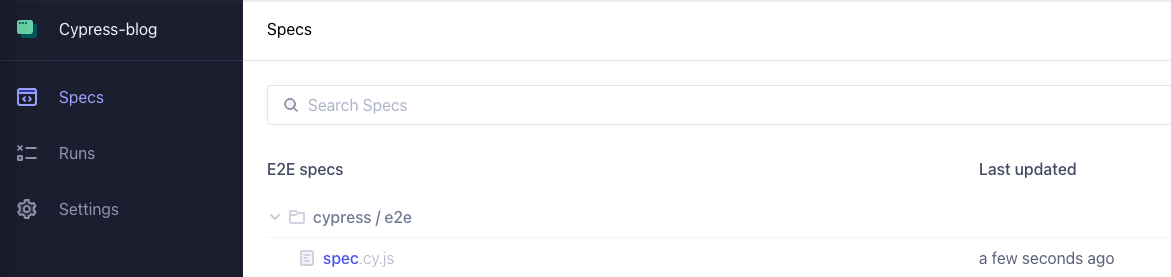 Cypress-blog
Specs
Runs
Settings
Specs
Search Specs
E2E specs Last updated
cypress / e2e
spec.cy.js a few seconds ago